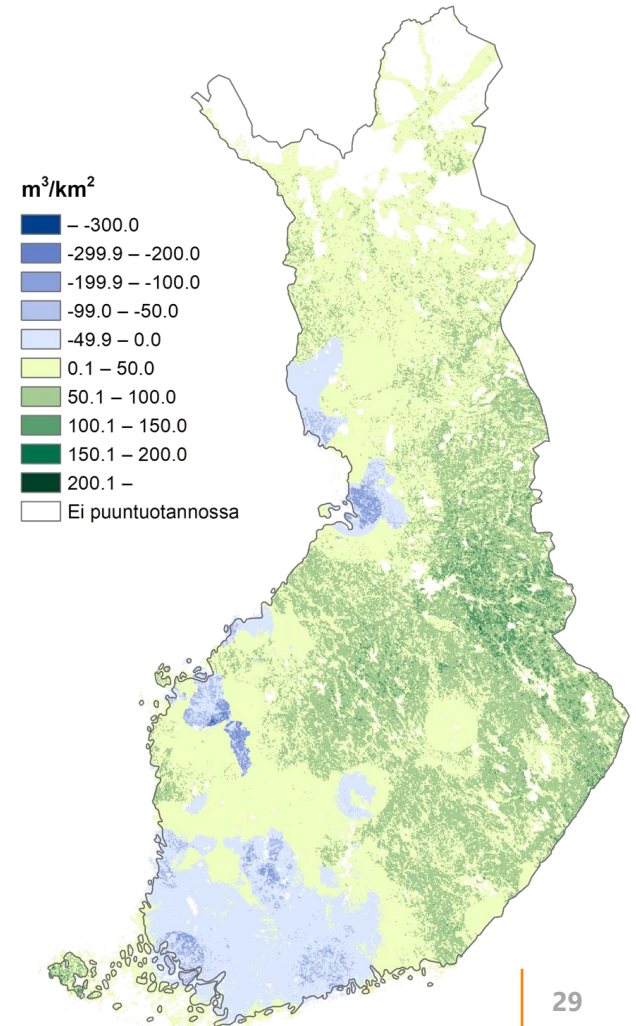 m³/km²
– -300.0
-299.9 – -200.0
-199.9 – -100.0
-99.0 – -50.0
-49.9 – 0.0
0.1 – 50.0
50.1 – 100.0
100.1 – 150.0
150.1 – 200.0
200.1 –
Ei puuntuotannossa
29